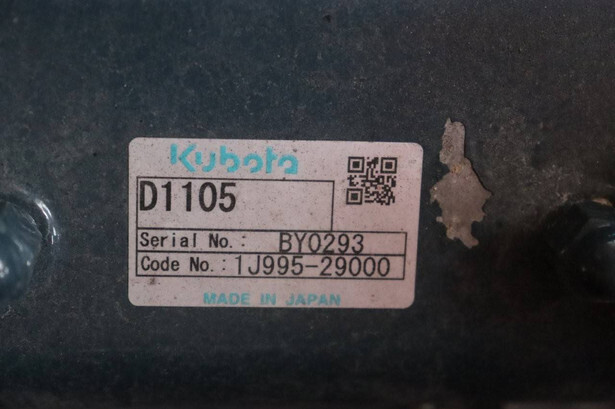 Kubota
D1105
Serial No.: BY0293
Code No.: 1J995-29000
MADE IN JAPAN